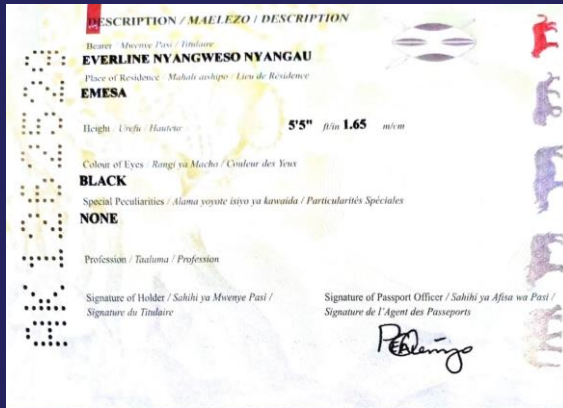 DESCRIPTION / MAELEZO / DESCRIPTION
Bearer / Mwenye Pasi / Titulaire
EVERLINE NYANGWESO NYANGAU
Place of Residence / Mahali aishipo / Lieu de Résidence
EMESA
Height / Urefu / Hauteur 5'5" ft/in 1.65 m/cm
Colour of Eyes / Rangi ya Macho / Couleur des Yeux
BLACK
Special Peculiarities / Alama yoyote isiyo ya kawaida / Particularités Spéciales
NONE
Profession / Taaluma / Profession
Signature of Holder / Sahihi ya Mwenye Pasi /
Signature du Titulaire
Signature of Passport Officer / Sahihi ya Afisa wa Pasi /
Signature de l'Agent des Passeports